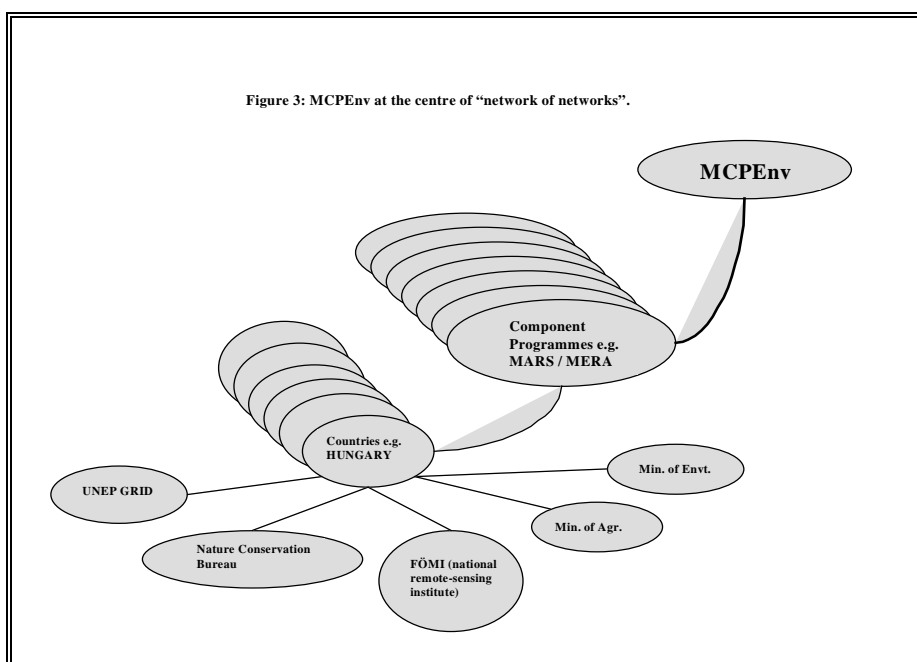 Figure 3: MCPEnv at the centre of “network of networks”.
MCPEnv
Component
Programmes e.g.
MARS / MERA
Countries e.g.
HUNGARY
Min. of Envt.
UNEP GRID
Min. of Agr.
Nature Conservation
Bureau
FÖMI (national
remote-sensing
institute)